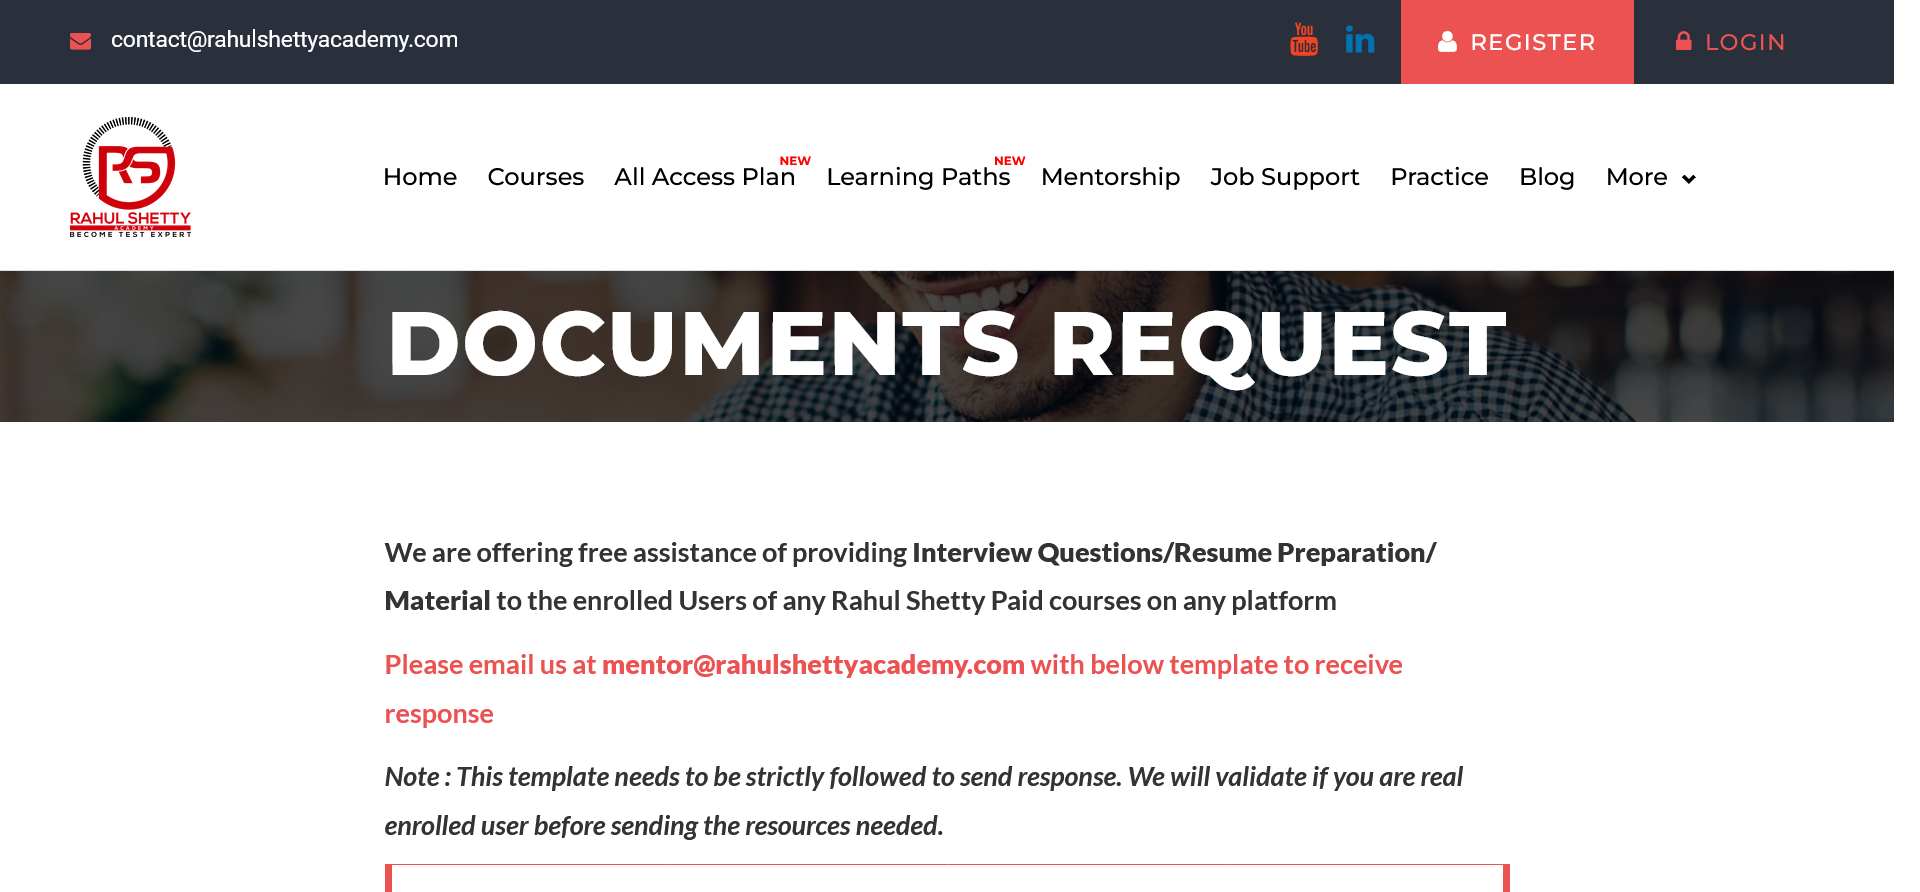 contact@rahulshettyacademy.com
You
Tube
in
REGISTER
LOGIN
RS
RAHUL SHETTY
ACADEMY
BECOME TEST EXPERT
Home Courses All Access Plan NEW Learning Paths NEW Mentorship Job Support Practice Blog More
DOCUMENTS REQUEST
We are offering free assistance of providing Interview Questions/Resume Preparation/
Material to the enrolled Users of any Rahul Shetty Paid courses on any platform
Please email us at mentor@rahulshettyacademy.com with below template to receive
response
Note : This template needs to be strictly followed to send response. We will validate if you are real
enrolled user before sending the resources needed.